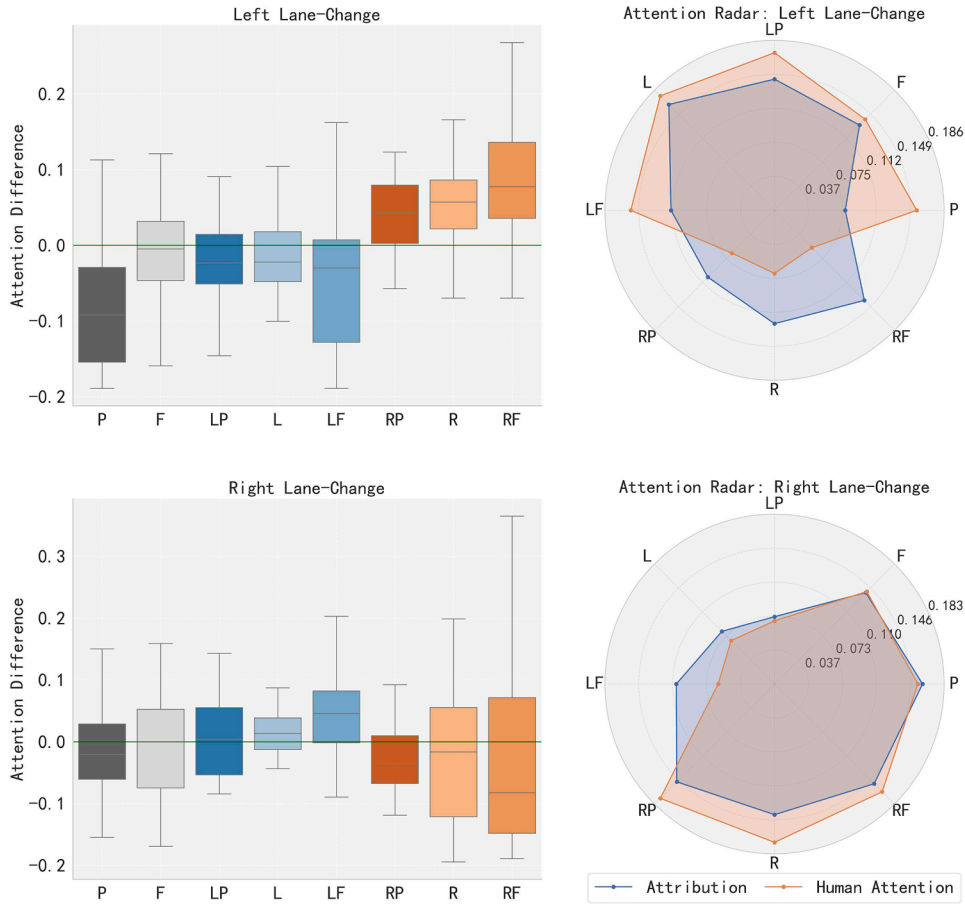 Left Lane-Change
Attention Difference
0.2
0.1
0.0
-0.1
-0.2
P F LP L LF RP R RF
Attention Radar: Left Lane-Change
LP
L F
0.186
0.149
0.112
0.075
0.037
LF P
RP RF
R
Right Lane-Change
Attention Difference
0.3
0.2
0.1
0.0
-0.1
-0.2
P F LP L LF RP R RF
Attention Radar: Right Lane-Change
LP
L F
0.183
0.146
0.110
0.073
0.037
LF P
RP RF
R
Attribution Human Attention